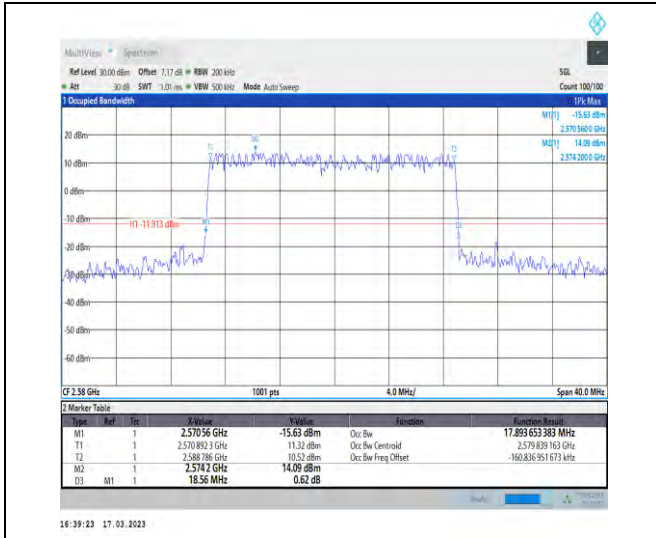 MultiView Spectrum
Ref Level 30.00 dBm Offset 7.17 dB RBW 200 kHz SGL
Att 30 dB SWT 1.01 ms VBW 500 kHz Mode Auto Sweep Count 100/100
1 Occupied Bandwidth 1Pk Max
M1[1] -15.63 dBm
2.570 560 0 GHz
M2[1] 14.09 dBm
2.574 200 0 GHz
20 dBm
T1 M2 T2
10 dBm
0 dBm
-10 dBm
H1 -11.913 dBm M1 D3
-20 dBm
-30 dBm
-40 dBm
-50 dBm
-60 dBm
CF 2.58 GHz 1001 pts 4.0 MHz/ Span 40.0 MHz
2 Marker Table
Type Ref Trc X-Value Y-Value Function Function Result
M1 1 2.570 56 GHz -15.63 dBm Occ Bw 17.893 653 383 MHz
T1 1 2.570 892 3 GHz 11.32 dBm Occ Bw Centroid 2.579 839 163 GHz
T2 1 2.588 786 GHz 10.52 dBm Occ Bw Freq Offset -160.836 951 673 kHz
M2 1 2.574 2 GHz 14.09 dBm
D3 M1 1 18.56 MHz 0.62 dB
16:39:23 17.03.2023